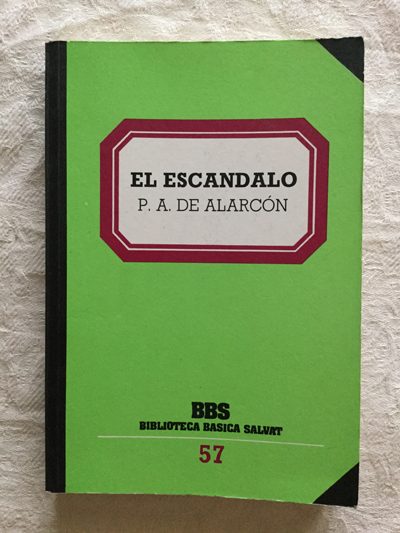 EL ESCANDALO
P. A. DE ALARCÓN
BBS
BIBLIOTECA BASICA SALVAT
57